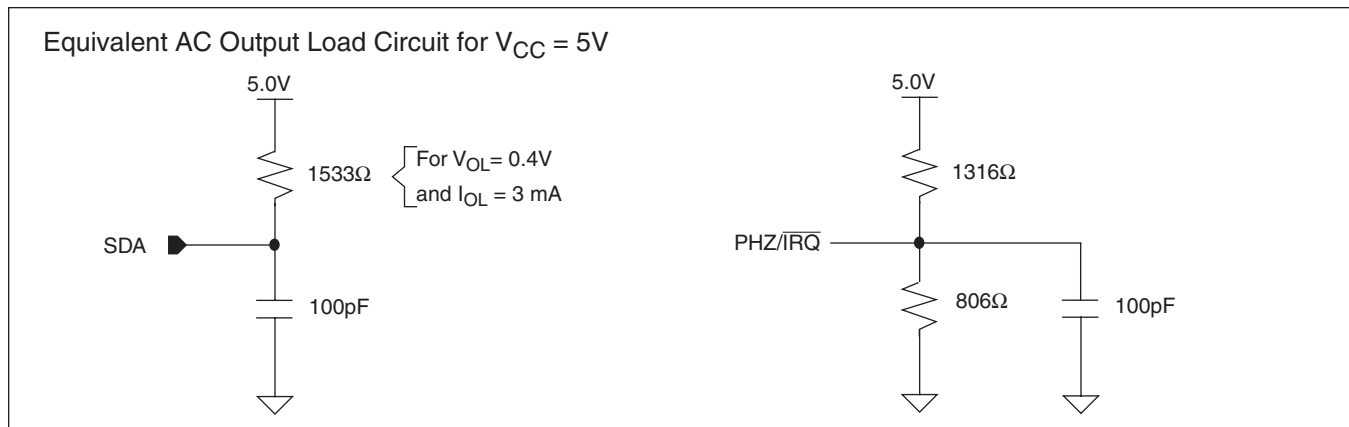 Equivalent AC Output Load Circuit for VCC = 5V
5.0V
1533Ω
For VOL= 0.4V
and IOL = 3 mA
SDA
100pF
5.0V
1316Ω
PHZ/I̅R̅Q̅
806Ω
100pF